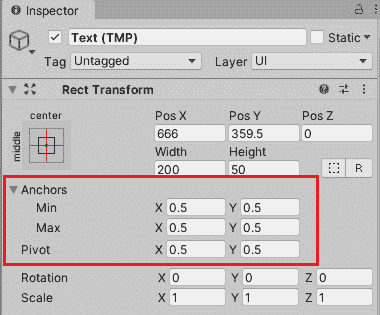 Inspector
Text (TMP)
Static
Tag Untagged Layer UI
Rect Transform
center
middle
Pos X Pos Y Pos Z
666 359.5 0
Width Height
200 50
R
Anchors
Min X 0.5 Y 0.5
Max X 0.5 Y 0.5
Pivot X 0.5 Y 0.5
Rotation X 0 Y 0 Z 0
Scale X 1 Y 1 Z 1